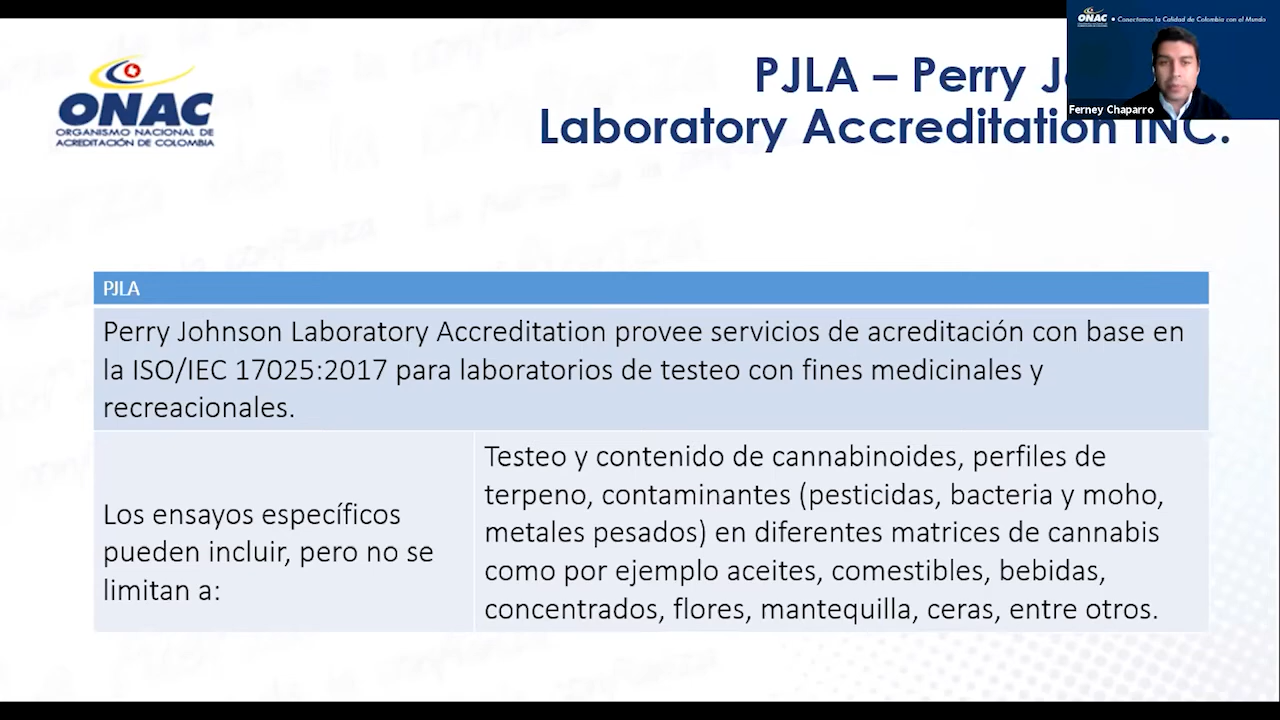 ONAC
ORGANISMO NACIONAL DE
ACREDITACIÓN DE COLOMBIA
PJLA – Perry
Laboratory Accreditation INC.
ONAC
Conectamos la Calidad de Colombia con el Mundo
Ferney Chaparro
PJLA
Perry Johnson Laboratory Accreditation provee servicios de acreditación con base en
la ISO/IEC 17025:2017 para laboratorios de testeo con fines medicinales y
recreacionales.
Los ensayos específicos
pueden incluir, pero no se
limitan a:
Testeo y contenido de cannabinoides, perfiles de
terpeno, contaminantes (pesticidas, bacteria y moho,
metales pesados) en diferentes matrices de cannabis
como por ejemplo aceites, comestibles, bebidas,
concentrados, flores, mantequilla, ceras, entre otros.